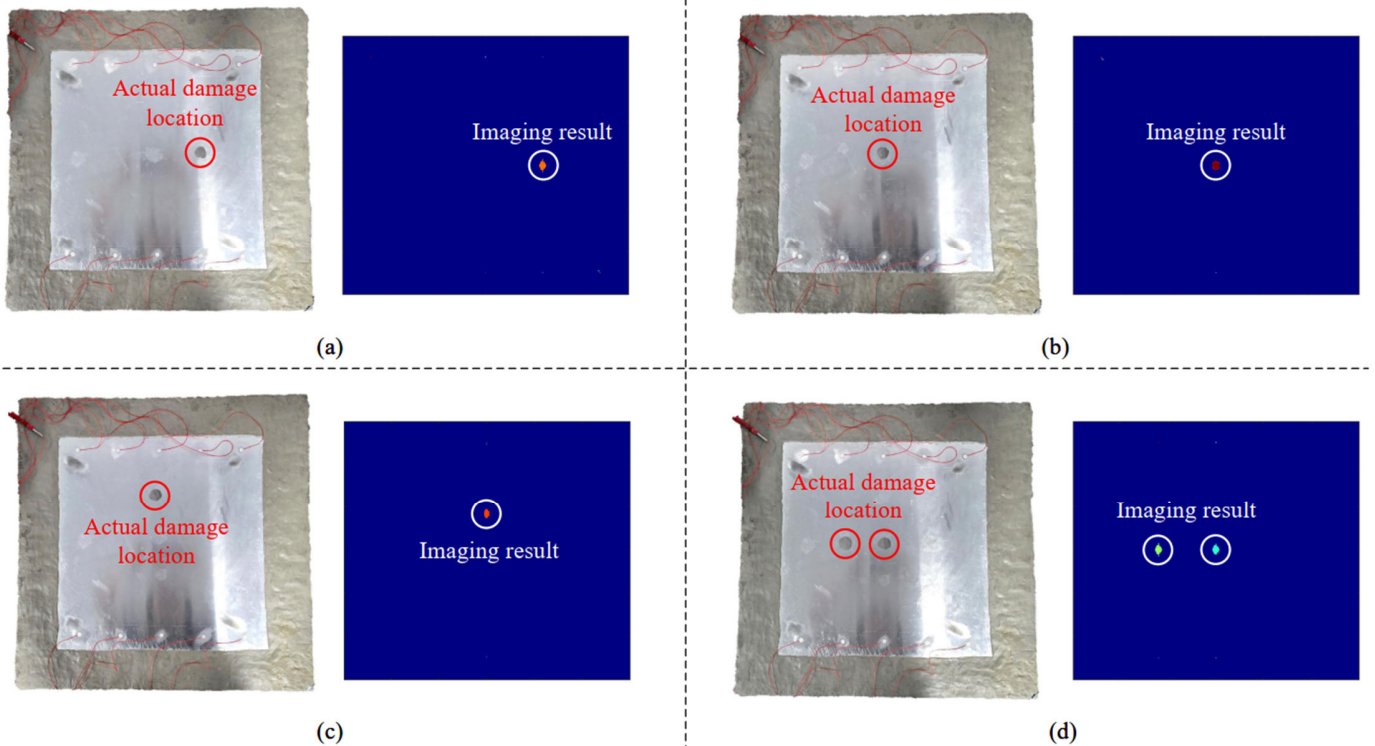 Actual damage
location
Imaging result
(a)
Actual damage
location
Imaging result
(b)
Actual damage
location
Imaging result
(c)
Actual damage
location
Imaging result
(d)